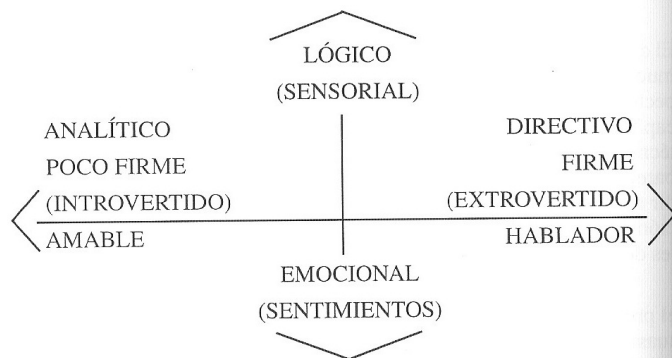 LÓGICO
(SENSORIAL)
ANALÍTICO
POCO FIRME
(INTROVERTIDO)
AMABLE
DIRECTIVO
FIRME
(EXTROVERTIDO)
HABLADOR
EMOCIONAL
(SENTIMIENTOS)